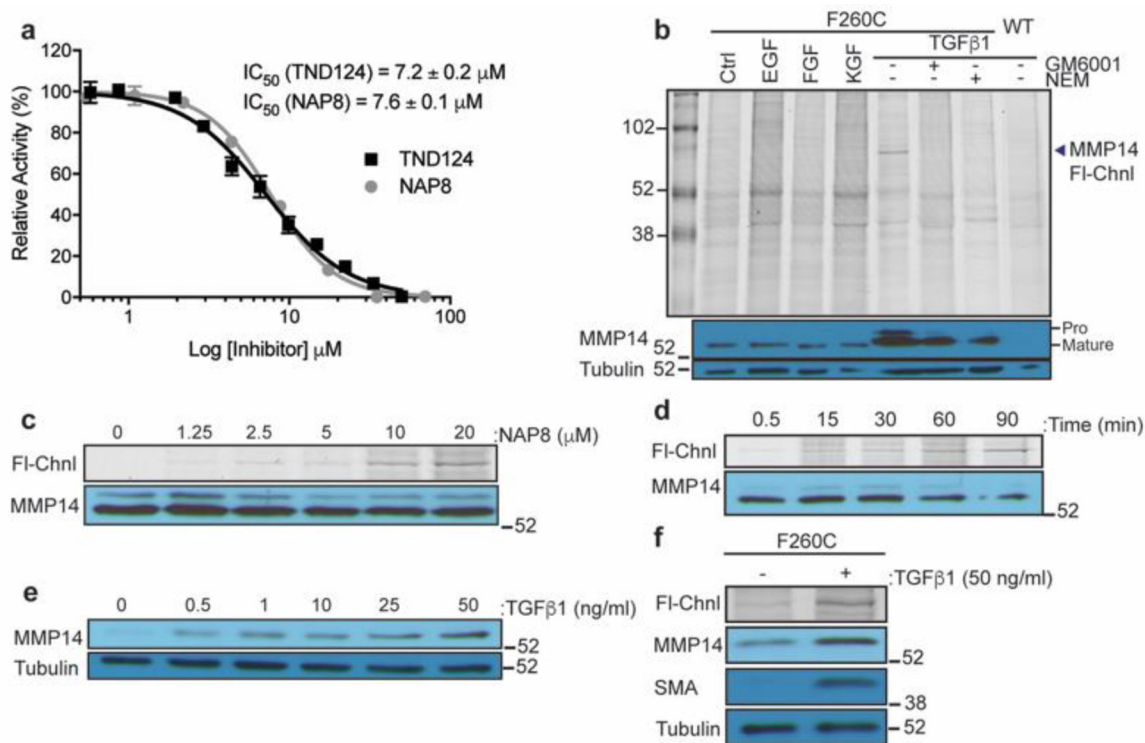 a
120
100
80
60
40
20
0
Relative Activity (%)
IC50 (TND124) = 7.2 ± 0.2 μM
IC50 (NAP8) = 7.6 ± 0.1 μM
TND124
NAP8
1 10 100
Log [Inhibitor] μM
b
F260C WT
TGFβ1
Ctrl EGF FGF KGF
- + - - GM6001
- - + - NEM
102
52
38
MMP14
Fl-Chnl
MMP14 52
Pro
Mature
Tubulin 52
c
0 1.25 2.5 5 10 20 :NAP8 (μM)
Fl-Chnl
MMP14
52
d
0.5 15 30 60 90 :Time (min)
Fl-Chnl
MMP14
52
e
0 0.5 1 10 25 50 :TGFβ1 (ng/ml)
MMP14
52
Tubulin 52
f
F260C
- + :TGFβ1 (50 ng/ml)
Fl-Chnl
MMP14
52
SMA
38
Tubulin 52